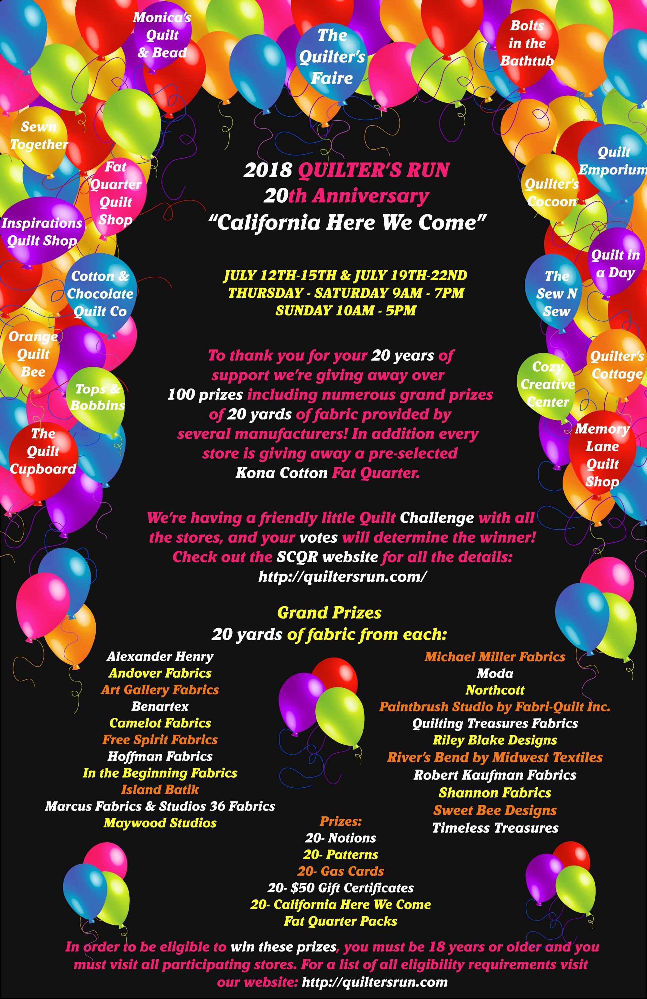 Monica's
Quilt
& Bead
The
Quilter's
Faire
Bolts
in the
Bathtub
Sewn
Together
Fat
Quarter
Quilt
Shop
Inspirations
Quilt Shop
Cotton &
Chocolate
Quilt Co
Orange
Quilt
Bee
Tops &
Bobbins
The
Quilt
Cupboard
Quilt
Emporium
Quilter's
Cocoon
Quilt in
a Day
The
Sew N
Sew
Quilter's
Cottage
Cozy
Creative
Center
Memory
Lane
Quilt
Shop
2018 QUILTER'S RUN
20th Anniversary
“California Here We Come”
JULY 12TH-15TH & JULY 19TH-22ND
THURSDAY - SATURDAY 9AM - 7PM
SUNDAY 10AM - 5PM
To thank you for your 20 years of
support we're giving away over
100 prizes including numerous grand prizes
of 20 yards of fabric provided by
several manufacturers! In addition every
store is giving away a pre-selected
Kona Cotton Fat Quarter.
We're having a friendly little Quilt Challenge with all
the stores, and your votes will determine the winner!
Check out the SCQR website for all the details:
http://quiltersrun.com/
Grand Prizes
20 yards of fabric from each:
Alexander Henry
Andover Fabrics
Art Gallery Fabrics
Benartex
Camelot Fabrics
Free Spirit Fabrics
Hoffman Fabrics
In the Beginning Fabrics
Island Batik
Marcus Fabrics & Studios 36 Fabrics
Maywood Studios
Michael Miller Fabrics
Moda
Northcott
Paintbrush Studio by Fabri-Quilt Inc.
Quilting Treasures Fabrics
Riley Blake Designs
River's Bend by Midwest Textiles
Robert Kaufman Fabrics
Shannon Fabrics
Sweet Bee Designs
Timeless Treasures
Prizes:
20- Notions
20- Patterns
20- Gas Cards
20- $50 Gift Certificates
20- California Here We Come
Fat Quarter Packs
In order to be eligible to win these prizes, you must be 18 years or older and you
must visit all participating stores. For a list of all eligibility requirements visit
our website: http://quiltersrun.com